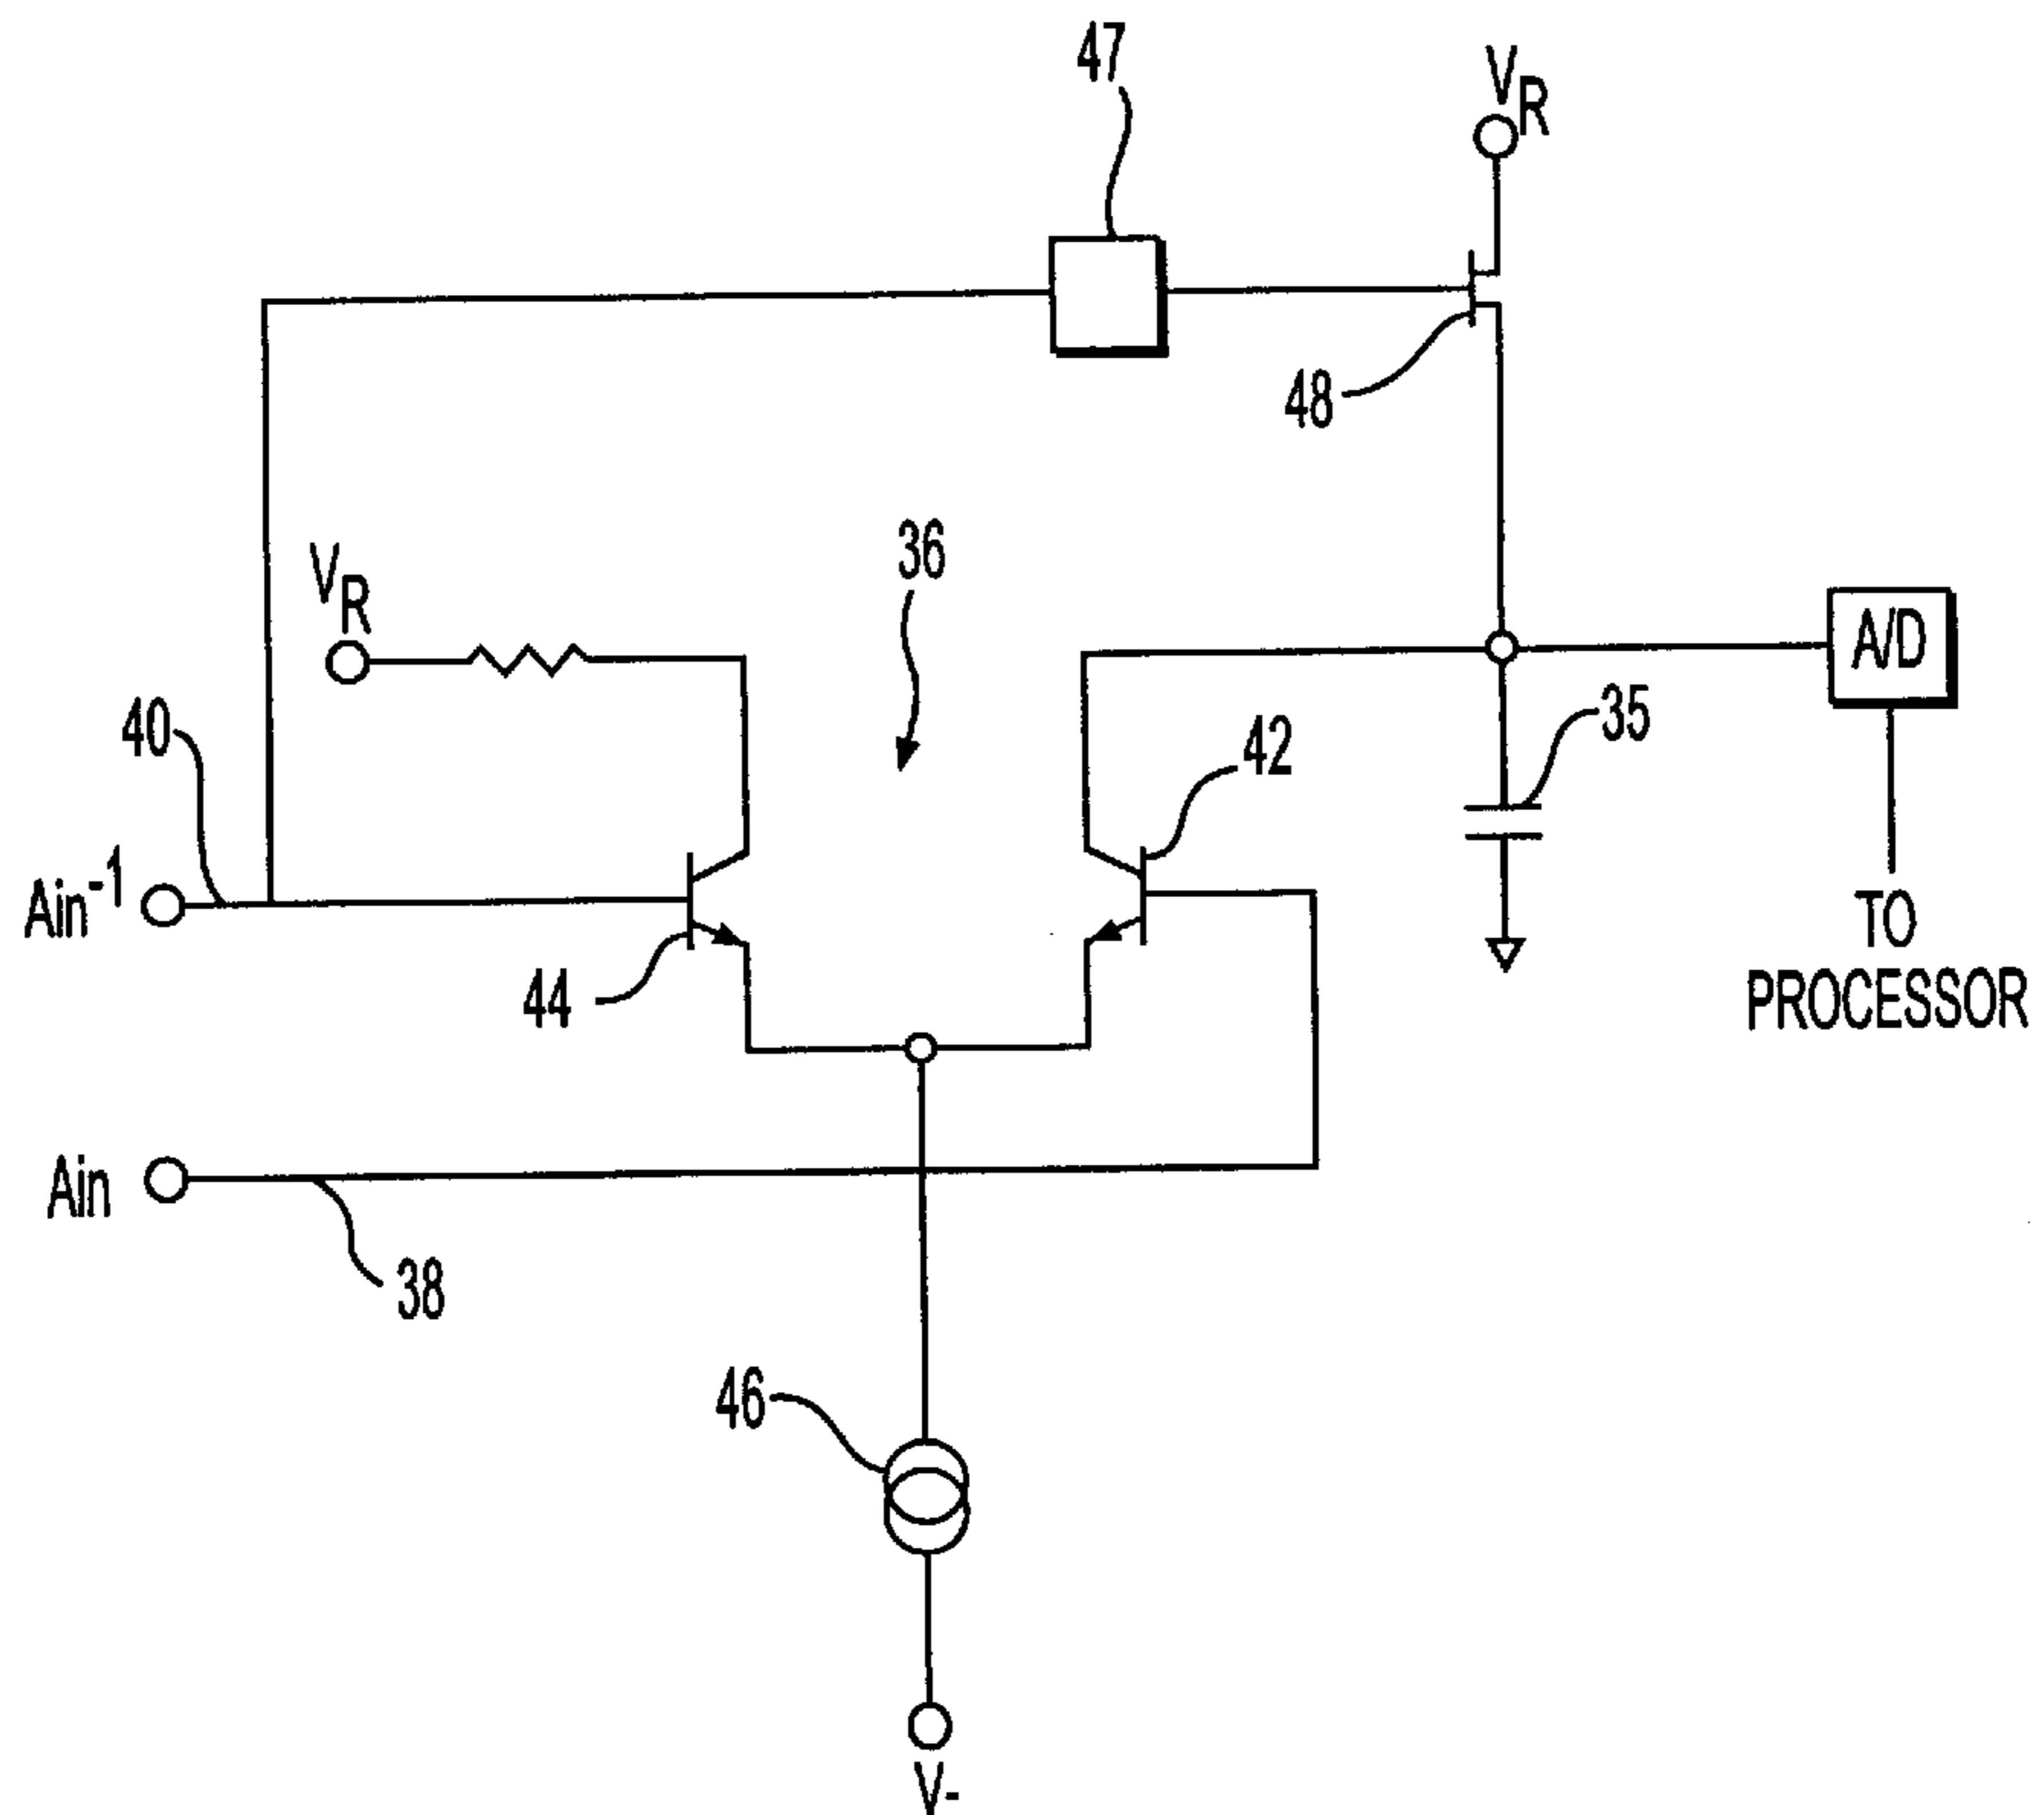 47
VR
48
36
VR
A/D
40
42
35
Ain-1
44
TO
PROCESSOR
Ain
38
46
V-